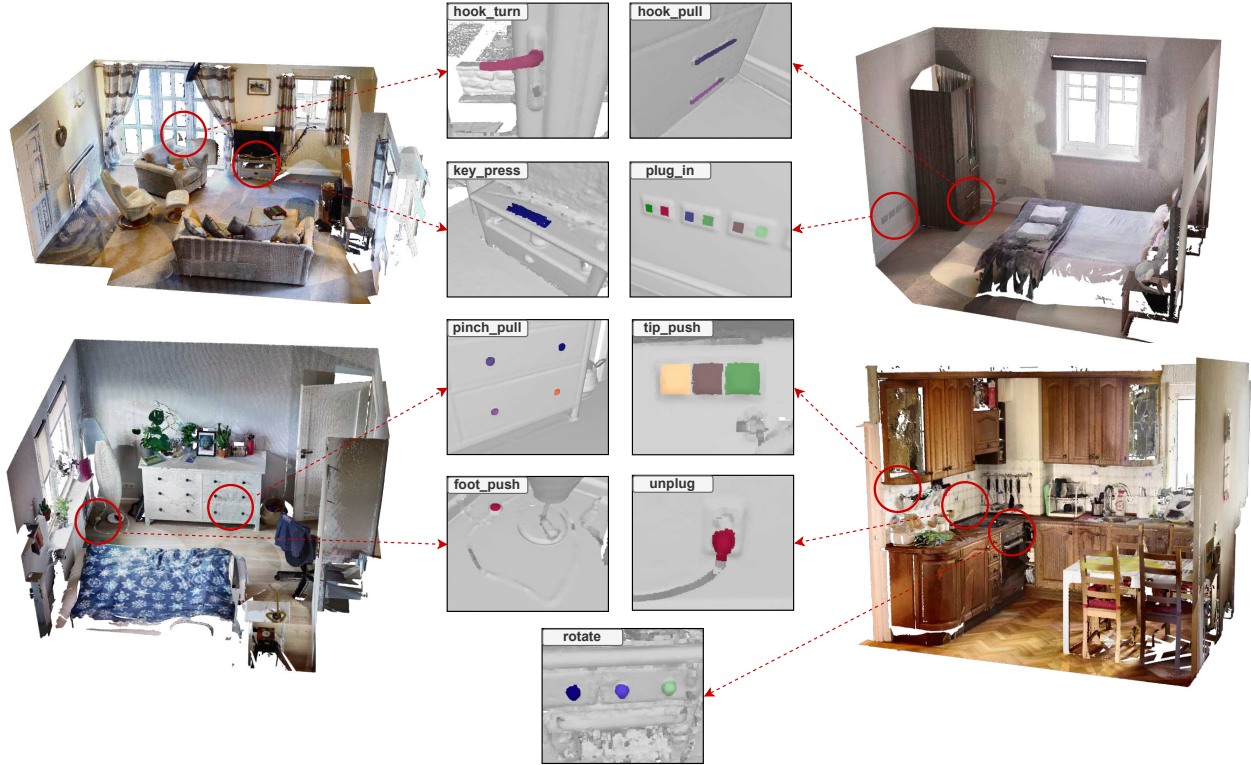 hook_turn
hook_pull
key_press
plug_in
pinch_pull
tip_push
foot_push
unplug
rotate